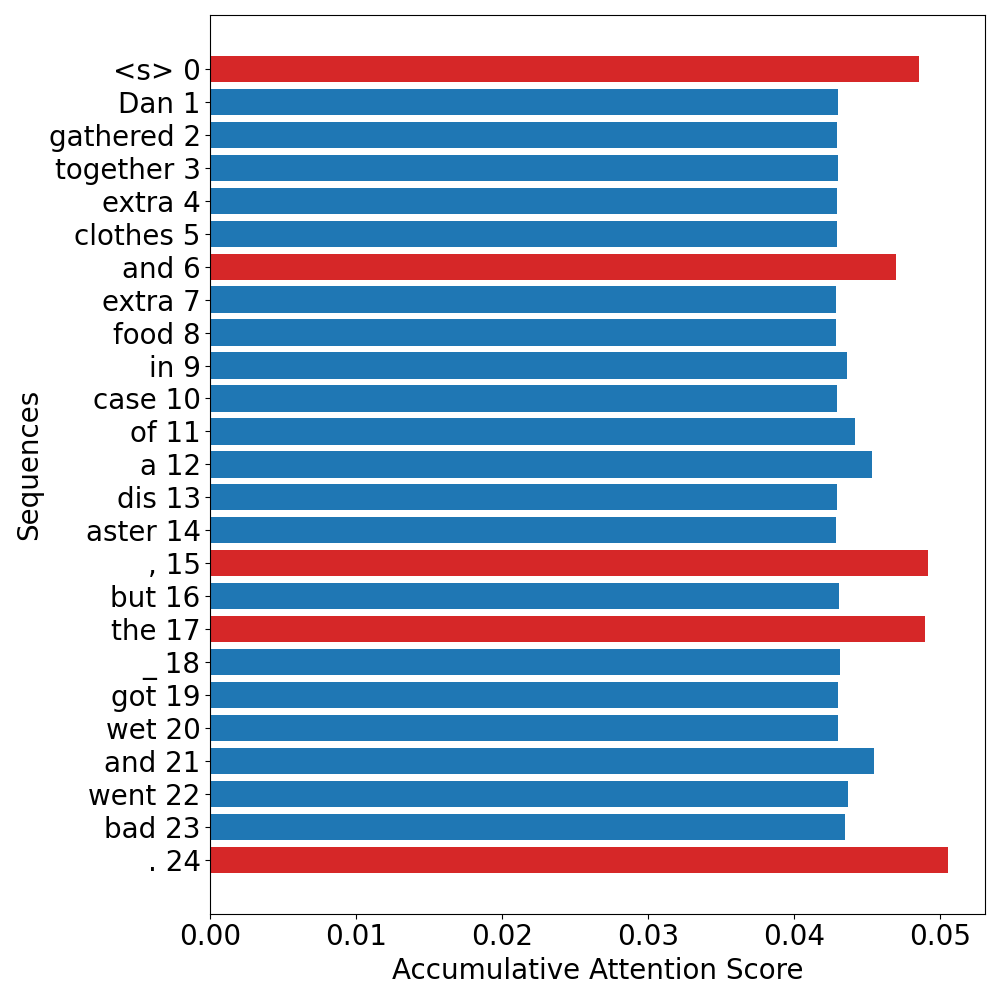 <s> 0
Dan 1
gathered 2
together 3
extra 4
clothes 5
and 6
extra 7
food 8
in 9
case 10
of 11
a 12
dis 13
aster 14
, 15
but 16
the 17
_ 18
got 19
wet 20
and 21
went 22
bad 23
. 24
Sequences
0.00 0.01 0.02 0.03 0.04 0.05
Accumulative Attention Score